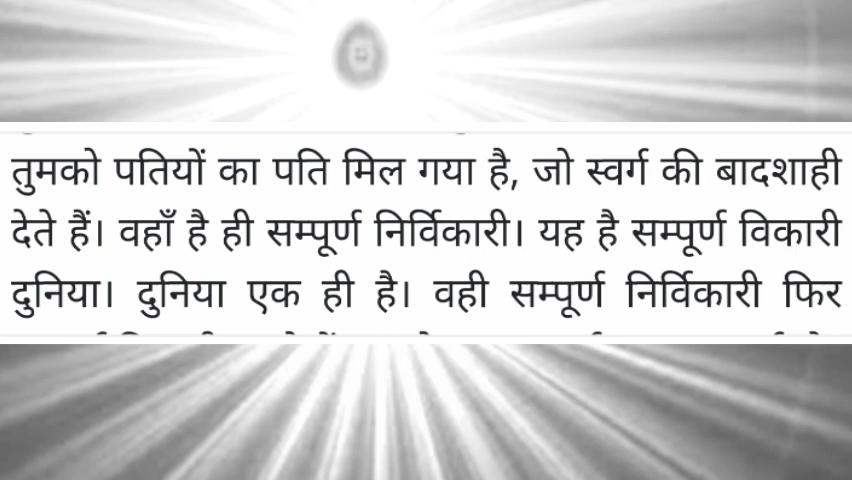 तुमको पतियों का पति मिल गया है, जो स्वर्ग की बादशाही
देते हैं। वहाँ है ही सम्पूर्ण निर्विकारी। यह है सम्पूर्ण विकारी
दुनिया। दुनिया एक ही है। वही सम्पूर्ण निर्विकारी फिर